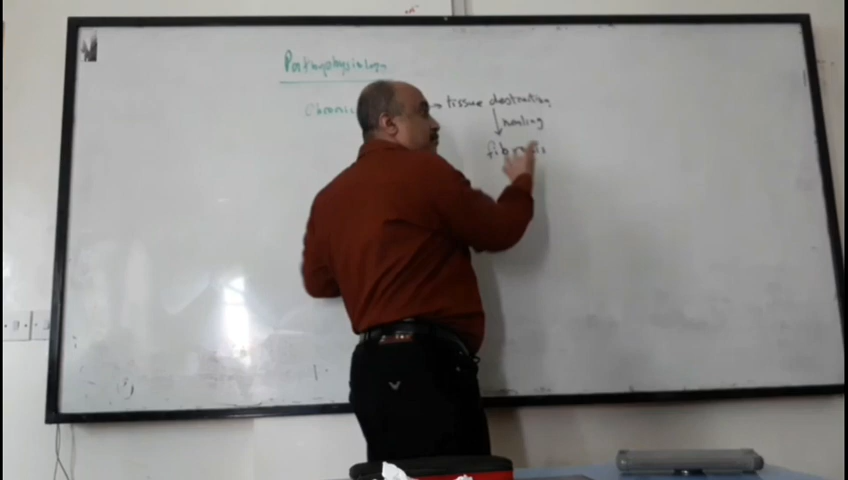 Pathophysiology
Chronic → tissue destruction
↓ healing
fibrosis